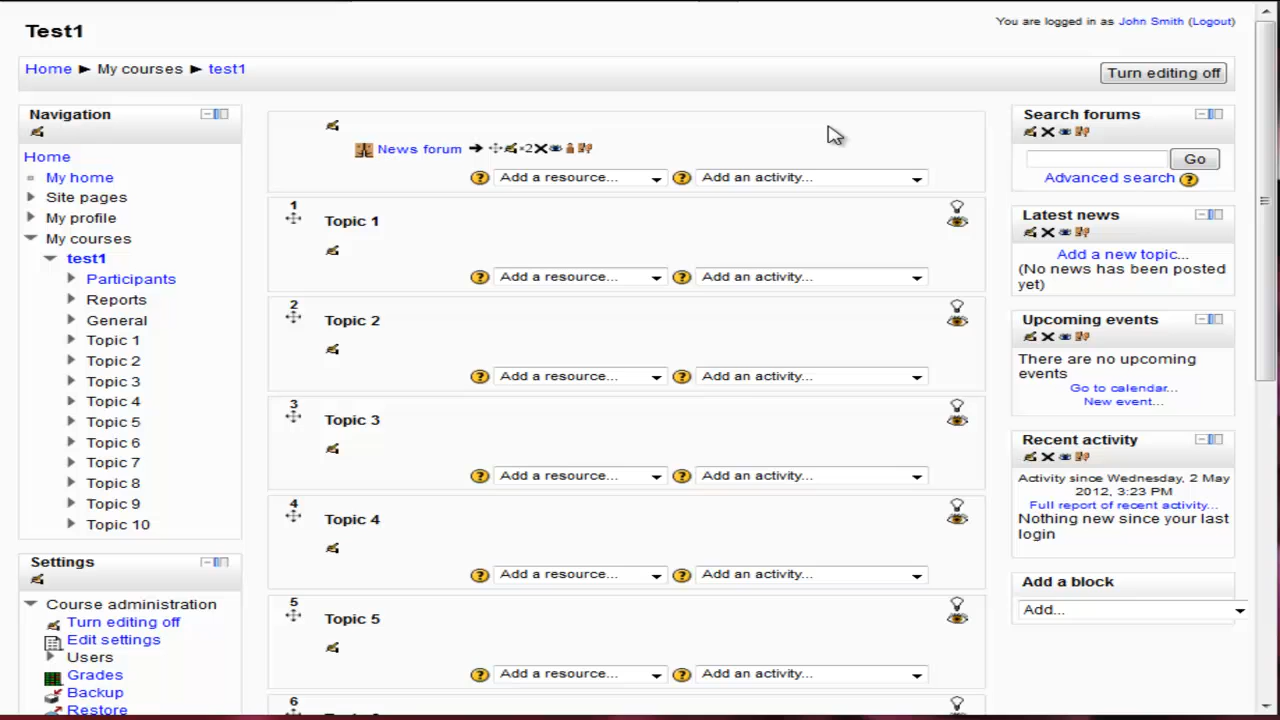 Test1
You are logged in as John Smith (Logout)
Home ► My courses ► test1
Turn editing off
Navigation
Home
My home
Site pages
My profile
My courses
test1
Participants
Reports
General
Topic 1
Topic 2
Topic 3
Topic 4
Topic 5
Topic 6
Topic 7
Topic 8
Topic 9
Topic 10
Settings
Course administration
Turn editing off
Edit settings
Users
Grades
Backup
Restore
News forum
×2
Add a resource... Add an activity...
1
Topic 1
Add a resource... Add an activity...
2
Topic 2
Add a resource... Add an activity...
3
Topic 3
Add a resource... Add an activity...
4
Topic 4
Add a resource... Add an activity...
5
Topic 5
Add a resource... Add an activity...
6
Search forums
Go
Advanced search
Latest news
Add a new topic...
(No news has been posted
yet)
Upcoming events
There are no upcoming
events
Go to calendar...
New event...
Recent activity
Activity since Wednesday, 2 May
2012, 3:23 PM
Full report of recent activity...
Nothing new since your last
login
Add a block
Add...